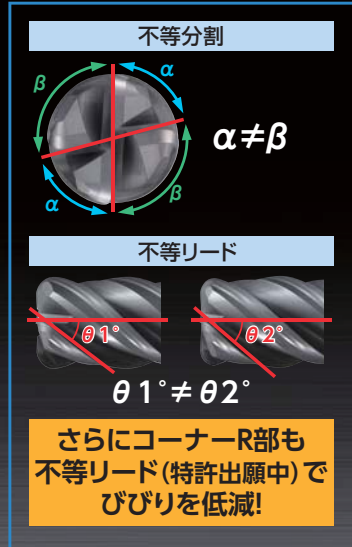 不等分割
β
α
α
β
α≠β
不等リード
θ1°
θ2°
θ1°≠θ2°
さらにコーナーR部も
不等リード(特許出願中)で
びびりを低減!